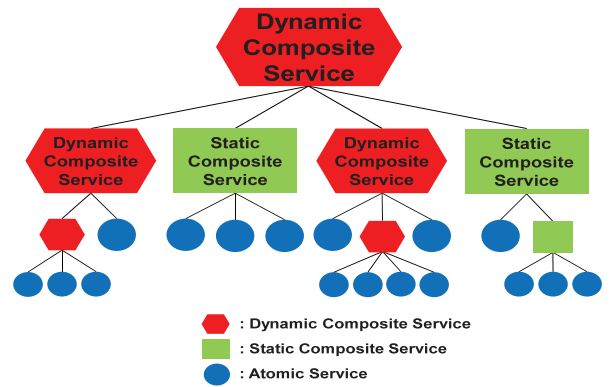 Dynamic
Composite
Service
Dynamic
Composite
Service
Static
Composite
Service
Dynamic
Composite
Service
Static
Composite
Service
: Dynamic Composite Service
: Static Composite Service
: Atomic Service